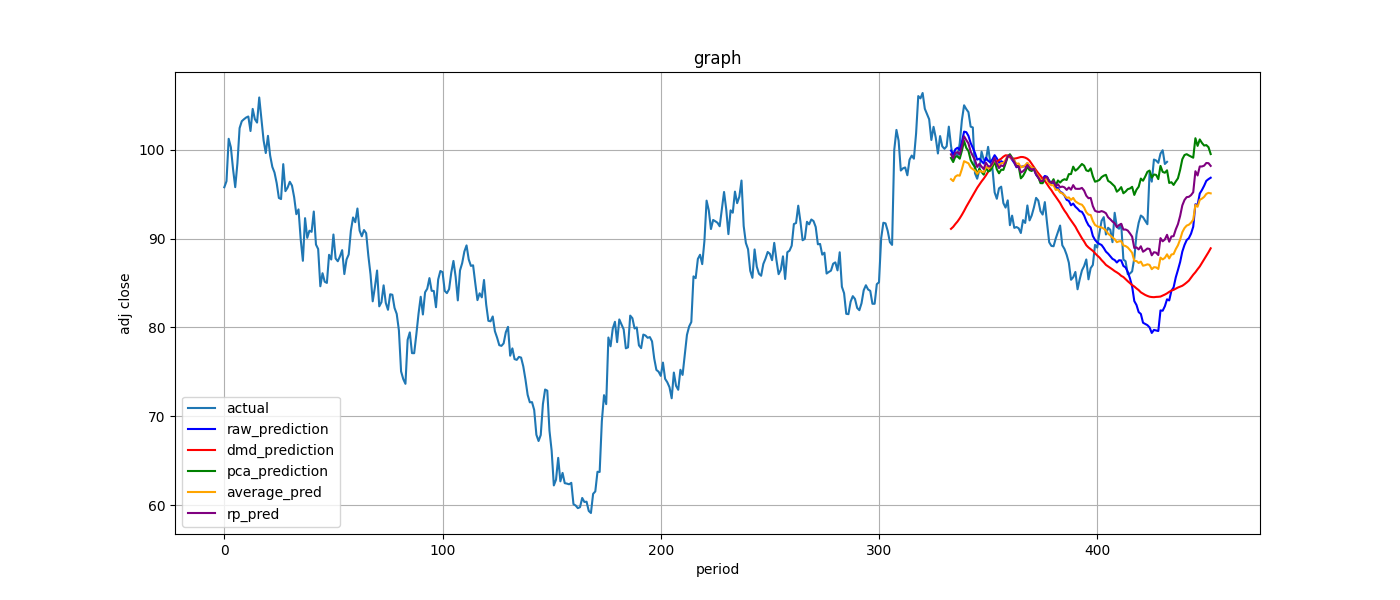 graph
adj close
100
90
80
70
60
actual
raw_prediction
dmd_prediction
pca_prediction
average_pred
rp_pred
0 100 200 300 400
period